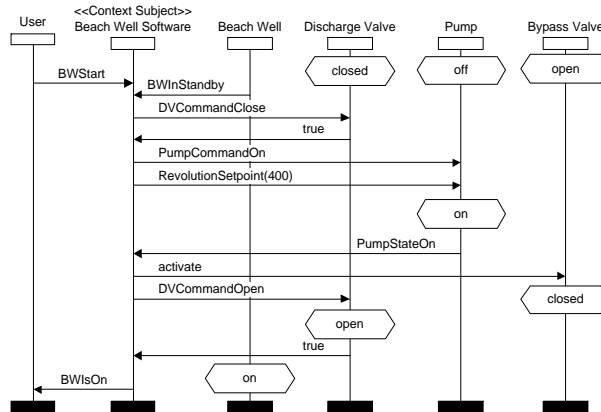 <<Context Subject>>
User
Beach Well Software
Beach Well
Discharge Valve
Pump
Bypass Valve
closed
off
open
BWStart
BWInStandby
DVCommandClose
true
PumpCommandOn
RevolutionSetpoint(400)
on
PumpStateOn
activate
DVCommandOpen
closed
open
true
BWIsOn
on